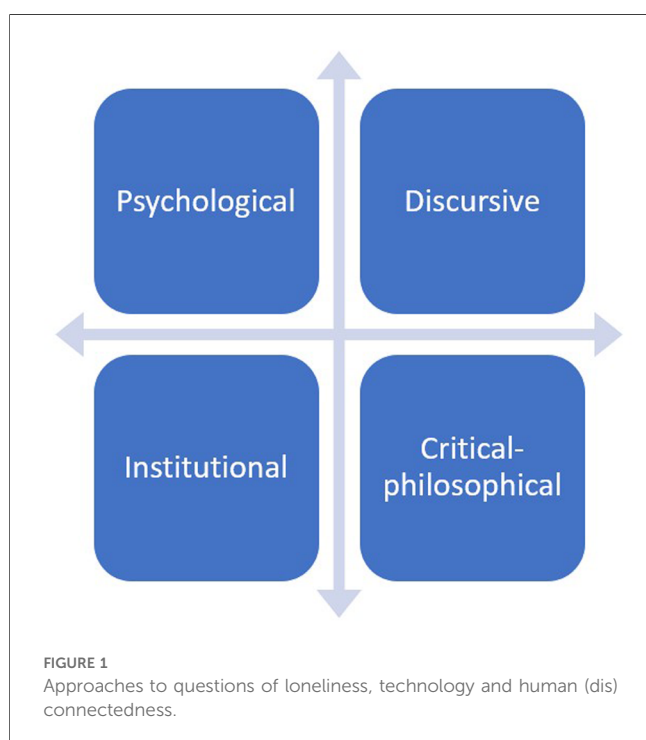 Psychological
Discursive
Institutional
Critical-
philosophical
FIGURE 1
Approaches to questions of loneliness, technology and human (dis)
connectedness.